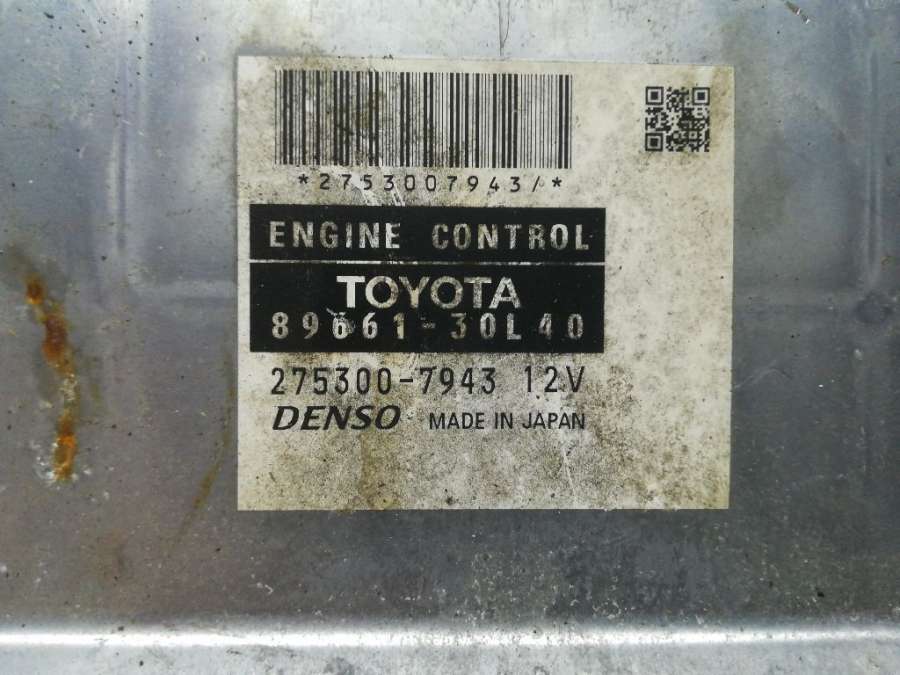 *2753007943/*
ENGINE CONTROL
TOYOTA
89661-30L40
275300-7943 12V
DENSO MADE IN JAPAN